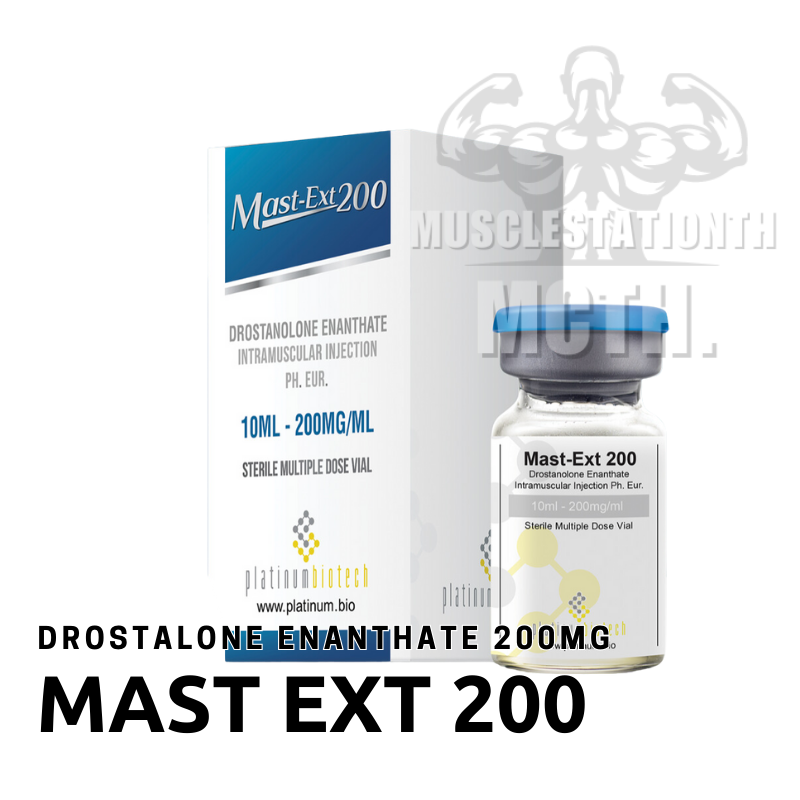 MUSCLESTATIONTH
MCTH.
Mast-Ext 200
DROSTANOLONE ENANTHATE
INTRAMUSCULAR INJECTION
PH. EUR.
10ML - 200MG/ML
STERILE MULTIPLE DOSE VIAL
platinumbiotech
www.platinum.bio
Mast-Ext 200
Drostanolone Enanthate
Intramuscular Injection Ph. Eur.
10ml - 200mg/ml
Sterile Multiple Dose Vial
DROSTALONE ENANTHATE 200MG
MAST EXT 200